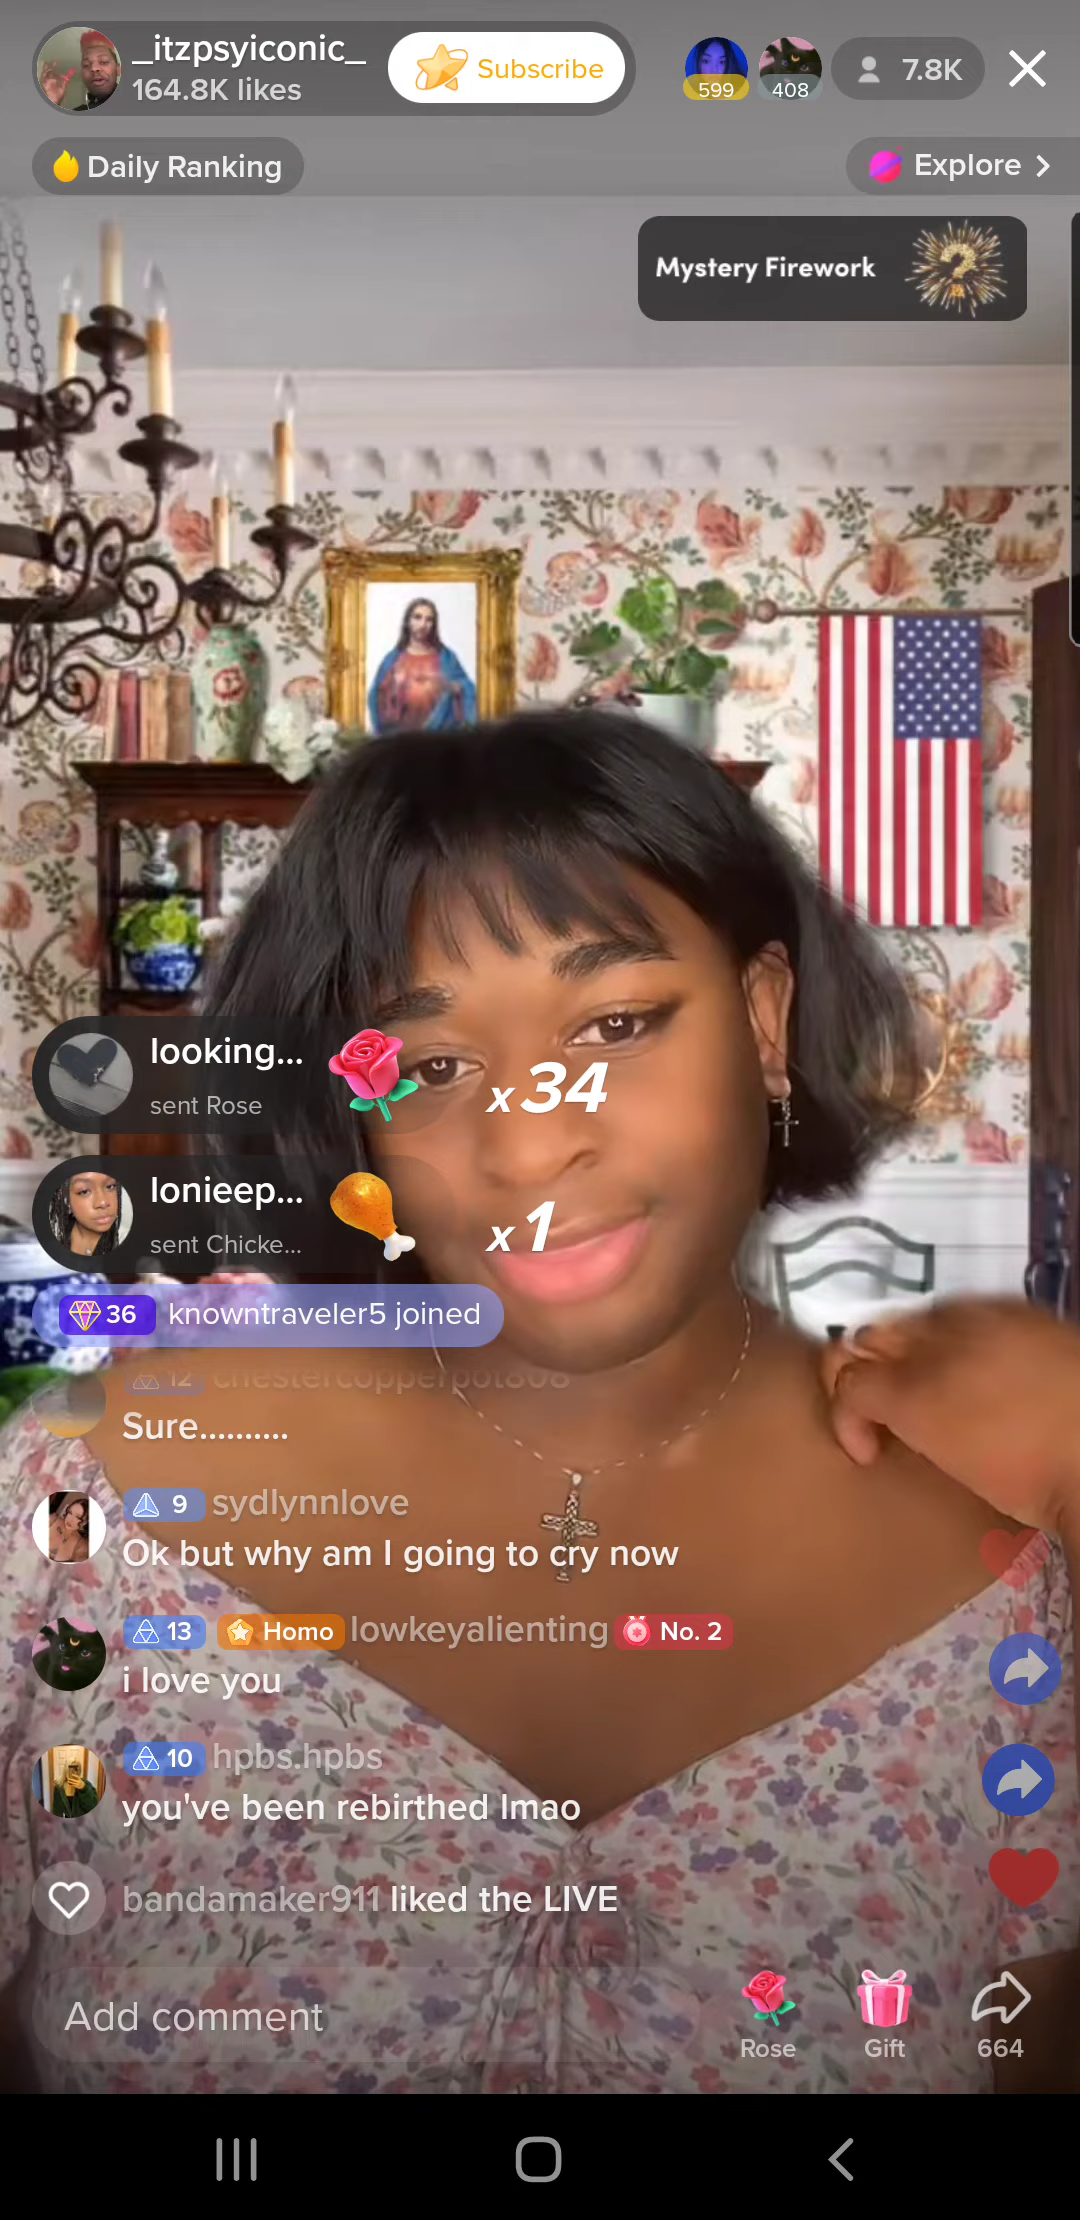 _itzpsyiconic_
164.8K likes
Subscribe
599
408
7.8K
Daily Ranking
Explore
Mystery Firework
looking...
sent Rose
x34
lonieep...
sent Chicke...
x1
36 knowntraveler5 joined
12 chestercopperpot808
Sure..........
9 sydlynnlove
Ok but why am I going to cry now
13 Homo lowkeyalienting No. 2
i love you
10 hpbs.hpbs
you've been rebirthed lmao
bandamaker911 liked the LIVE
Add comment
Rose
Gift
664